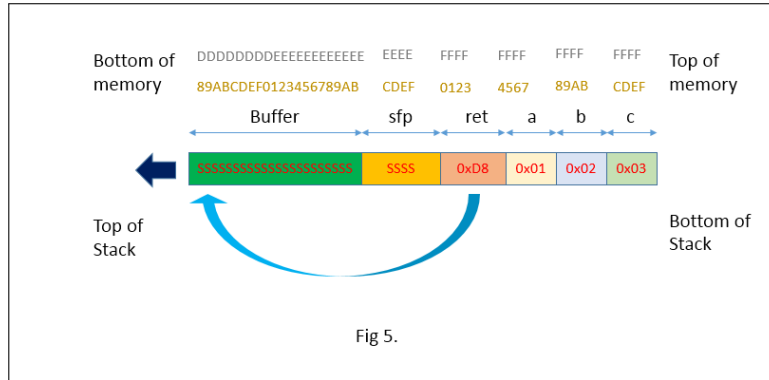 Bottom of
memory
DDDDDDDDEEEEEEEEEEEE EEEE FFFF FFFF FFFF FFFF
89ABCDEF0123456789AB CDEF 0123 4567 89AB CDEF
Top of
memory
Buffer sfp ret a b c
SSSSSSSSSSSSSSSSSSSSSS SSSS 0xD8 0x01 0x02 0x03
Top of
Stack
Bottom of
Stack
Fig 5.